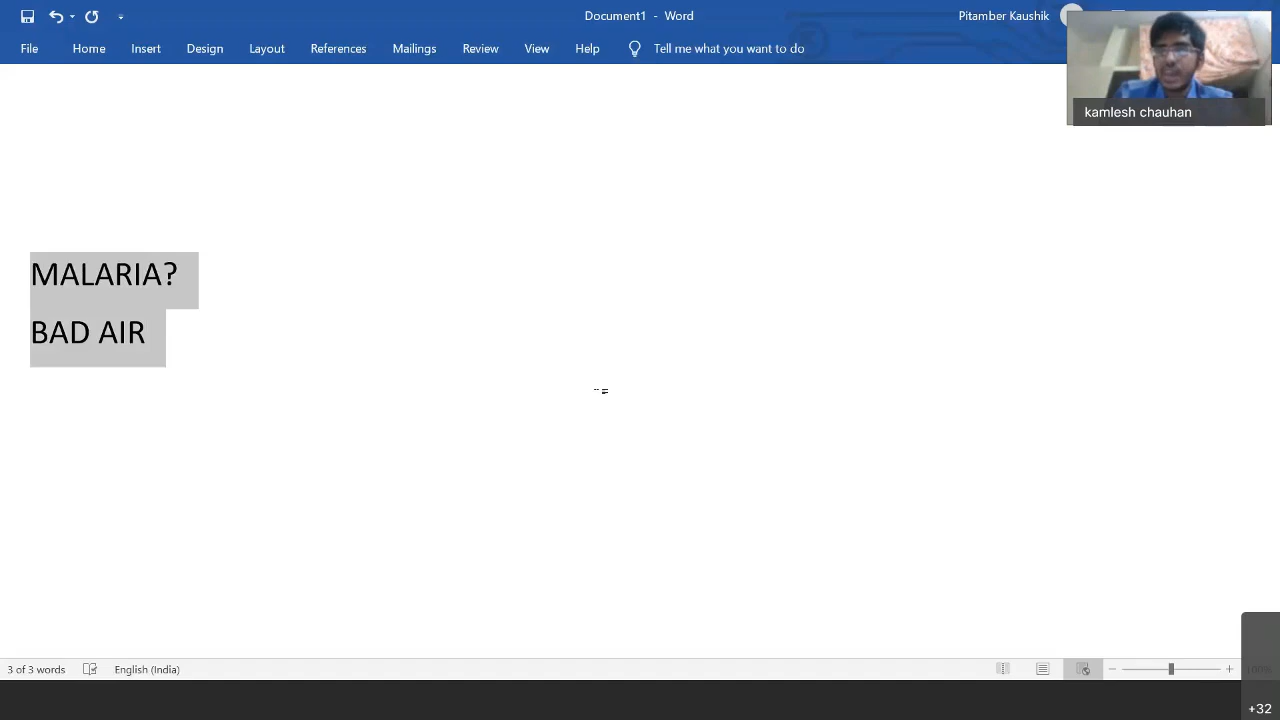 Document1 - Word
Pitamber Kaushik
File Home Insert Design Layout References Mailings Review View Help Tell me what you want to do
kamlesh chauhan
MALARIA?
BAD AIR
3 of 3 words English (India)
+32